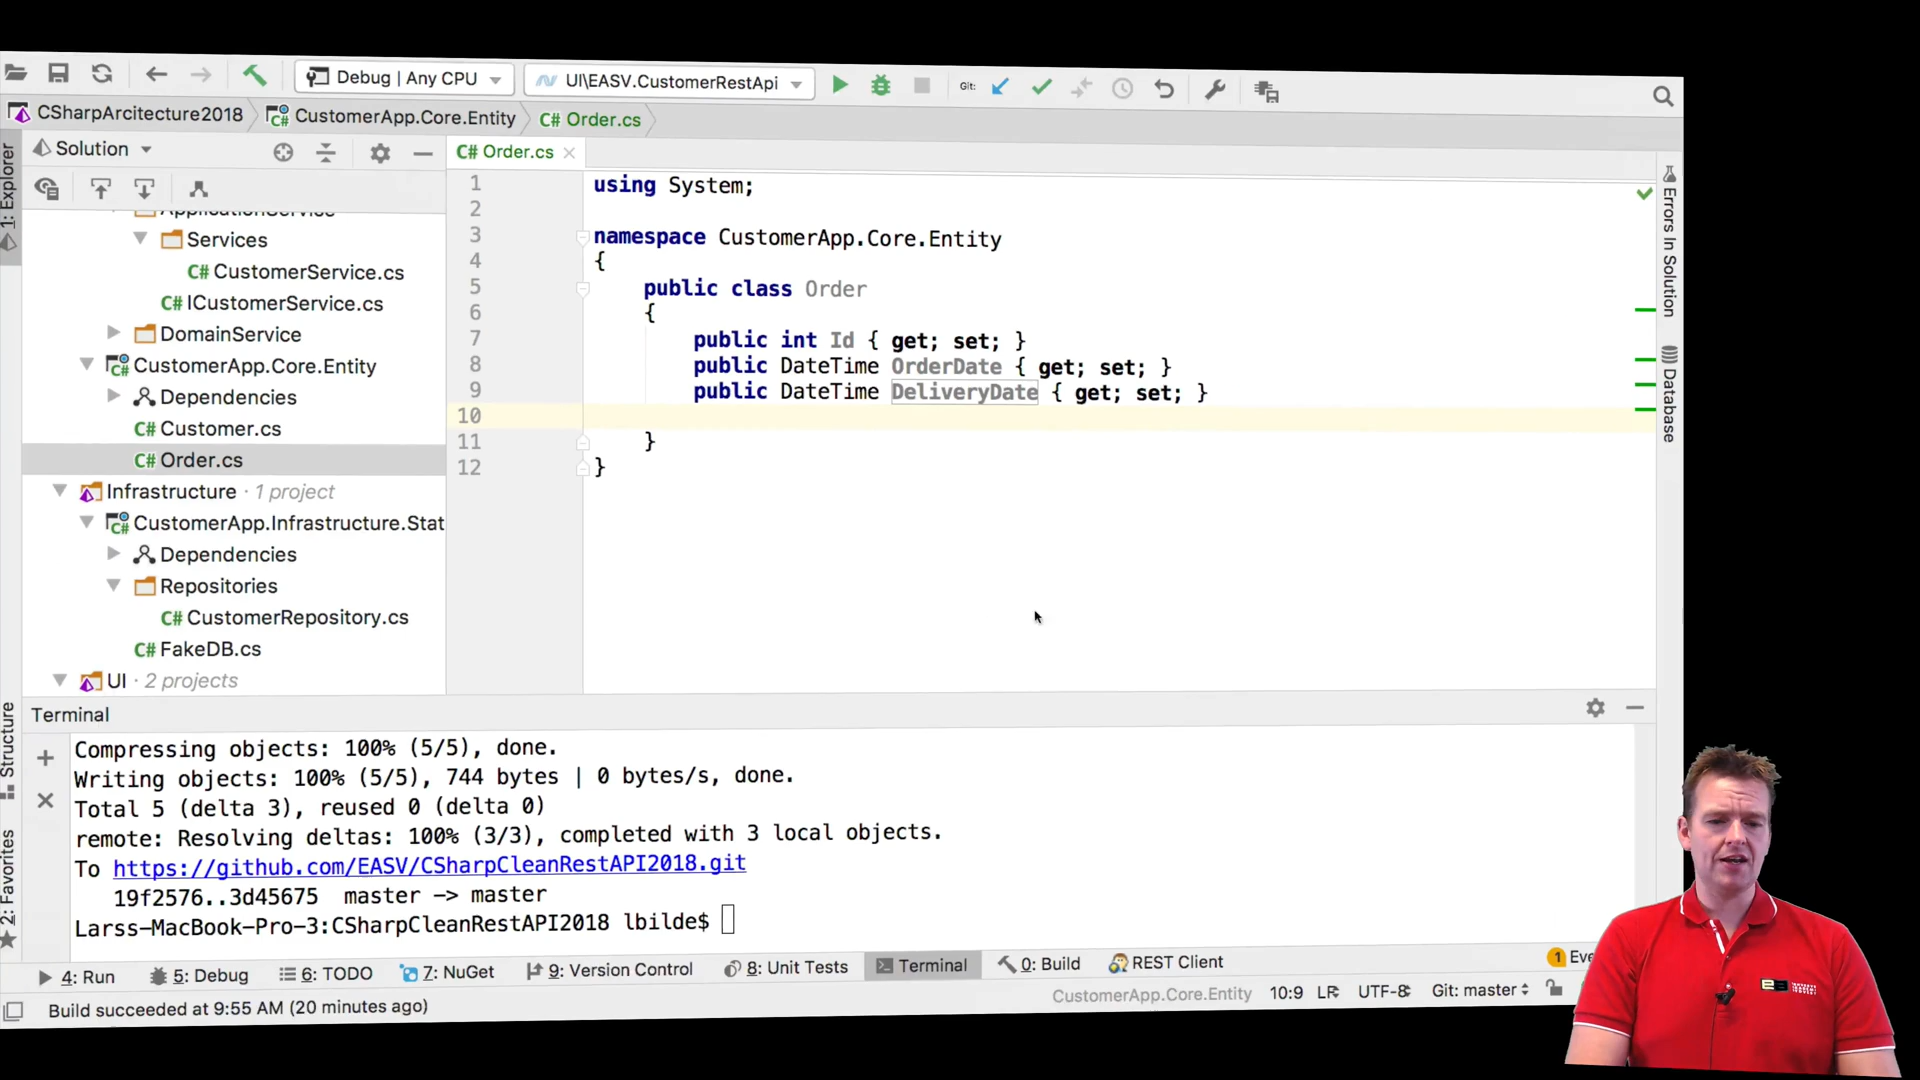 Debug | Any CPU
UI\EASV.CustomerRestApi
Git:
CSharpArcitecture2018
CustomerApp.Core.Entity
C# Order.cs
1: Explorer
Solution
C# Order.cs
ApplicationService
Services
C# CustomerService.cs
C# ICustomerService.cs
DomainService
C# CustomerApp.Core.Entity
Dependencies
C# Customer.cs
C# Order.cs
Infrastructure · 1 project
C# CustomerApp.Infrastructure.Stat
Dependencies
Repositories
C# CustomerRepository.cs
C# FakeDB.cs
UI · 2 projects
1 using System;
2
3 namespace CustomerApp.Core.Entity
4 {
5 public class Order
6 {
7 public int Id { get; set; }
8 public DateTime OrderDate { get; set; }
9 public DateTime DeliveryDate { get; set; }
10
11 }
12 }
Errors In Solution
Database
Structure
2: Favorites
Terminal
Compressing objects: 100% (5/5), done.
Writing objects: 100% (5/5), 744 bytes | 0 bytes/s, done.
Total 5 (delta 3), reused 0 (delta 0)
remote: Resolving deltas: 100% (3/3), completed with 3 local objects.
To https://github.com/EASV/CSharpCleanRestAPI2018.git
19f2576..3d45675 master -> master
Larss-MacBook-Pro-3:CSharpCleanRestAPI2018 lbilde$
4: Run
5: Debug
6: TODO
7: NuGet
9: Version Control
8: Unit Tests
Terminal
0: Build
REST Client
1 Eve
Build succeeded at 9:55 AM (20 minutes ago)
CustomerApp.Core.Entity
10:9
UTF-8
Git: master